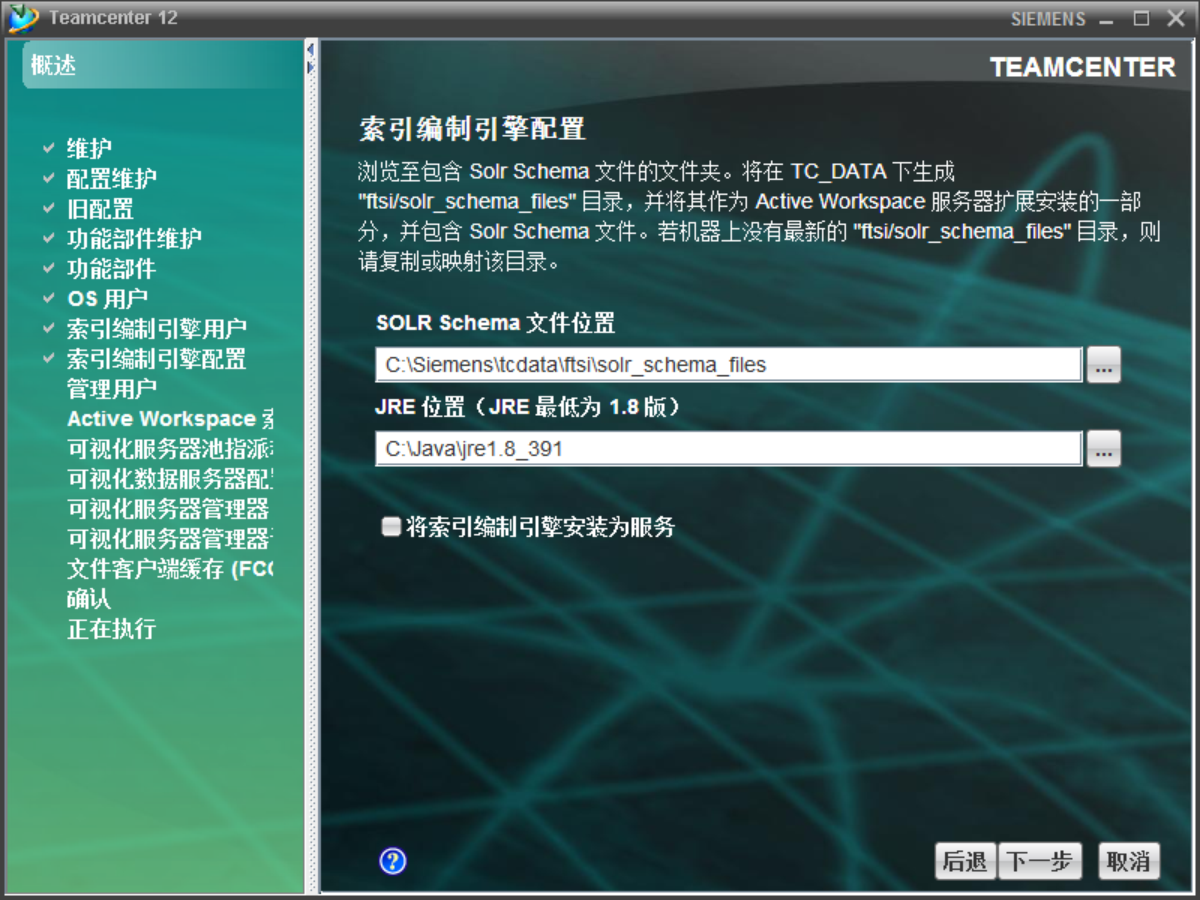 Teamcenter 12
SIEMENS
概述
维护
配置维护
旧配置
功能部件维护
功能部件
OS 用户
索引编制引擎用户
索引编制引擎配置
管理用户
Active Workspace
可视化服务器池指派
可视化数据服务器配
可视化服务器管理器
可视化服务器管理器
文件客户端缓存 (FCC
确认
正在执行
TEAMCENTER
索引编制引擎配置
浏览至包含 Solr Schema 文件的文件夹。将在 TC_DATA 下生成
"ftsi/solr_schema_files" 目录，并将其作为 Active Workspace 服务器扩展安装的一部
分，并包含 Solr Schema 文件。若机器上没有最新的 "ftsi/solr_schema_files" 目录，则
请复制或映射该目录。
SOLR Schema 文件位置
C:\Siemens\tcdata\ftsi\solr_schema_files
...
JRE 位置（JRE 最低为 1.8 版）
C:\Java\jre1.8_391
...
将索引编制引擎安装为服务
?
后退 下一步 取消